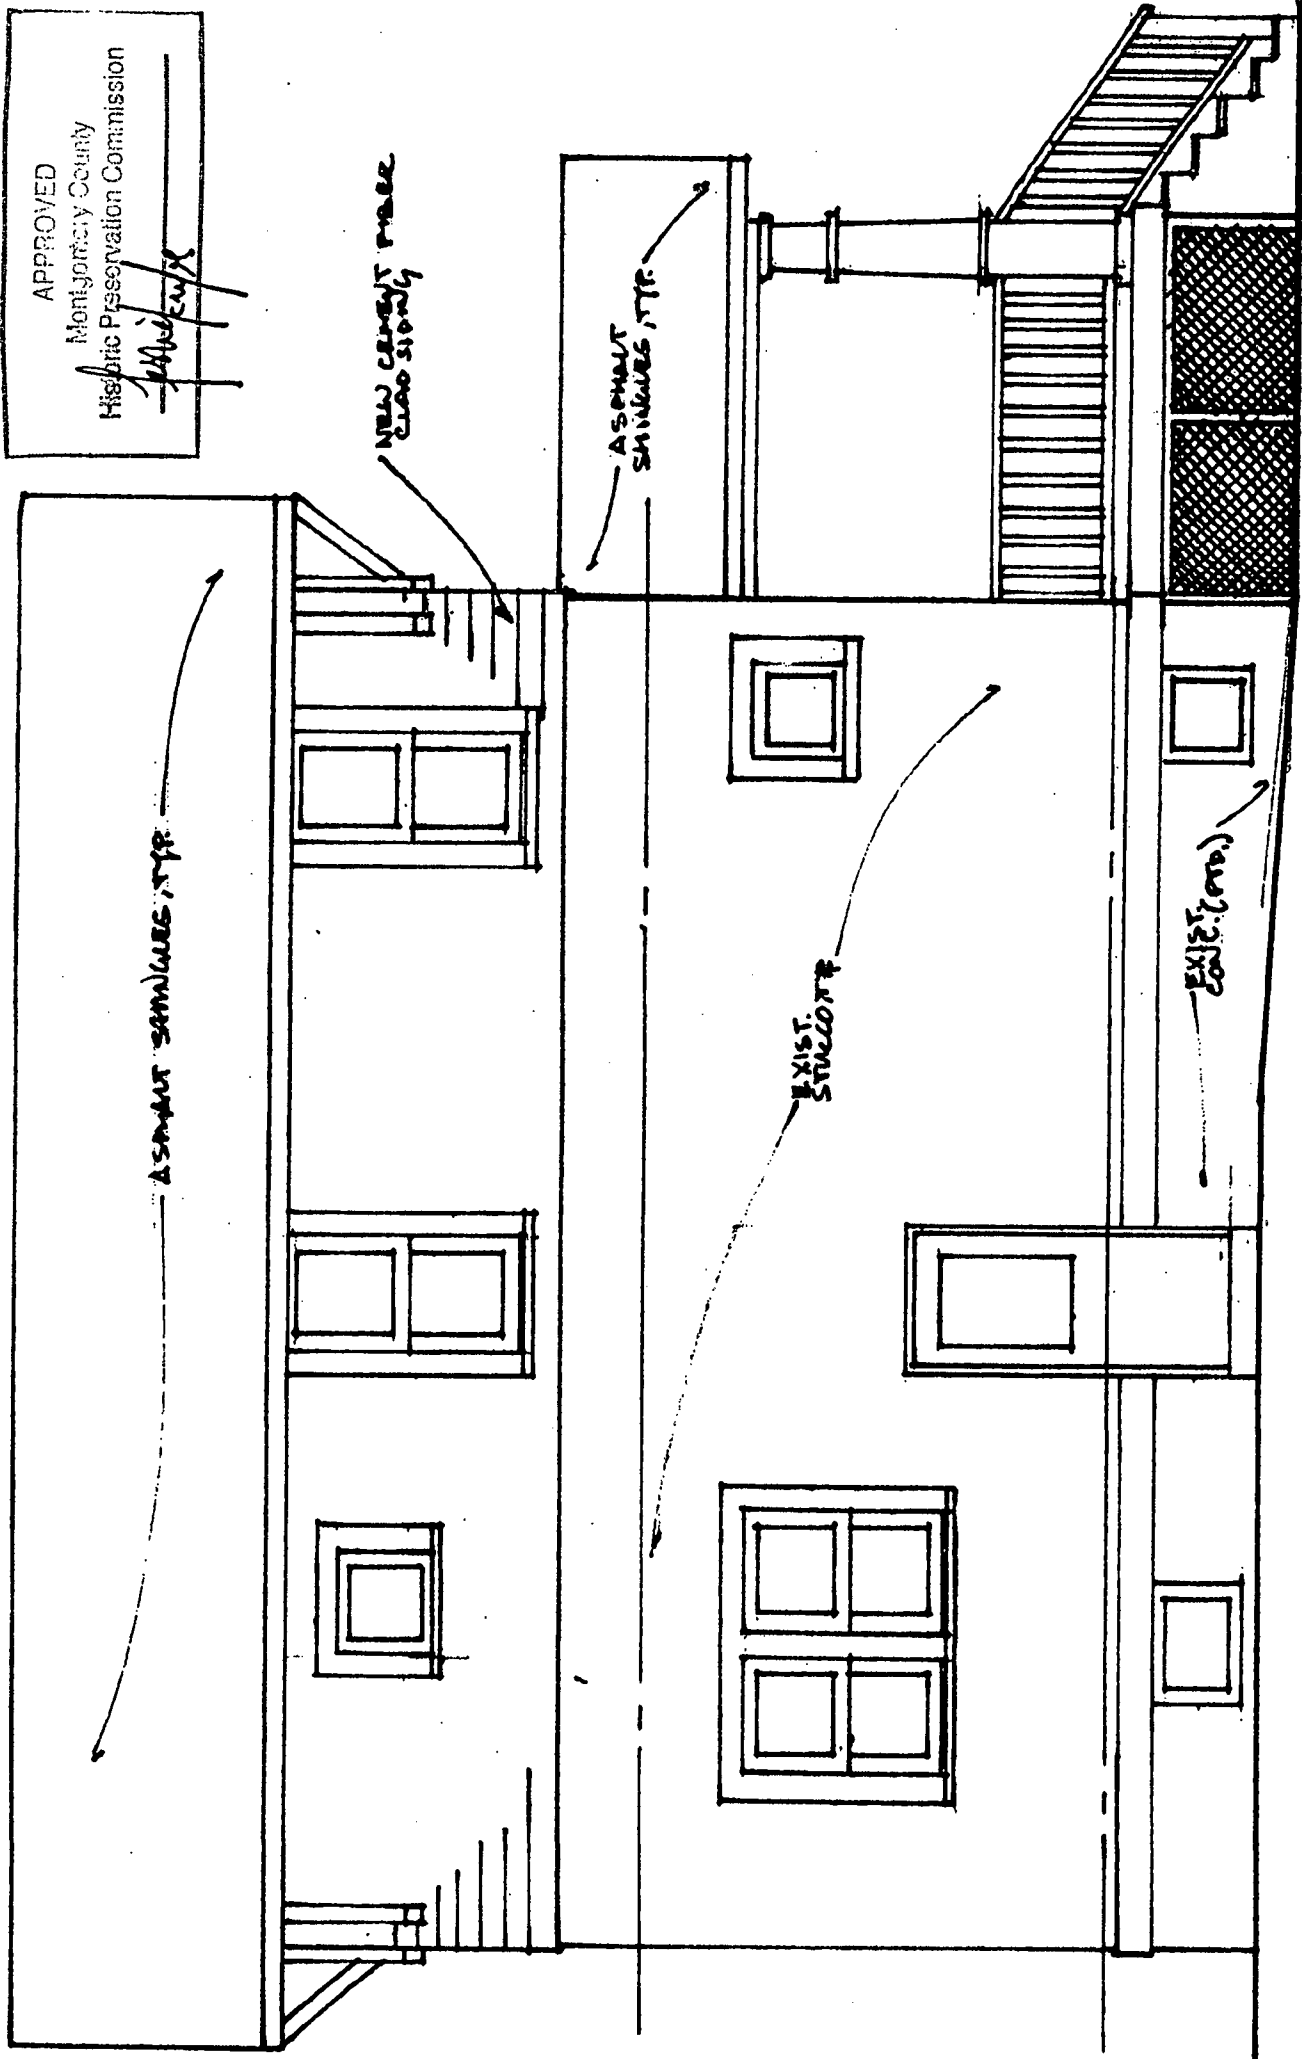 APPROVED
Montgomery County
Historic Preservation Commission
NEW CEMENT FIBER
CLAD SIDING
ASPHALT
SHINGLES, TYP.
ASPHALT SHINGLES, TYP.
EXIST.
EXIST.
CONC. (PTD.)